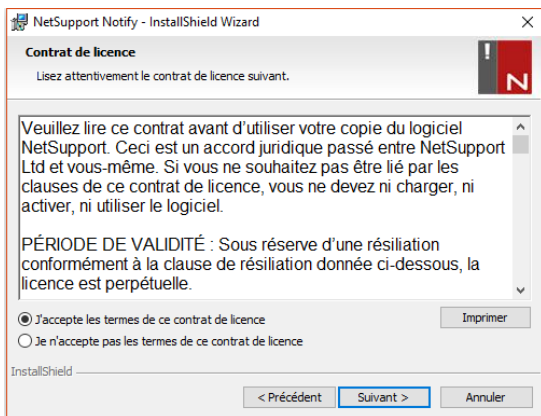 NetSupport Notify - InstallShield Wizard
Contrat de licence
Lisez attentivement le contrat de licence suivant.
! N
Veuillez lire ce contrat avant d'utiliser votre copie du logiciel
NetSupport. Ceci est un accord juridique passé entre NetSupport
Ltd et vous-même. Si vous ne souhaitez pas être lié par les
clauses de ce contrat de licence, vous ne devez ni charger, ni
activer, ni utiliser le logiciel.
PÉRIODE DE VALIDITÉ : Sous réserve d'une résiliation
conformément à la clause de résiliation donnée ci-dessous, la
licence est perpétuelle.
J'accepte les termes de ce contrat de licence
Imprimer
Je n'accepte pas les termes de ce contrat de licence
InstallShield
< Précédent Suivant > Annuler